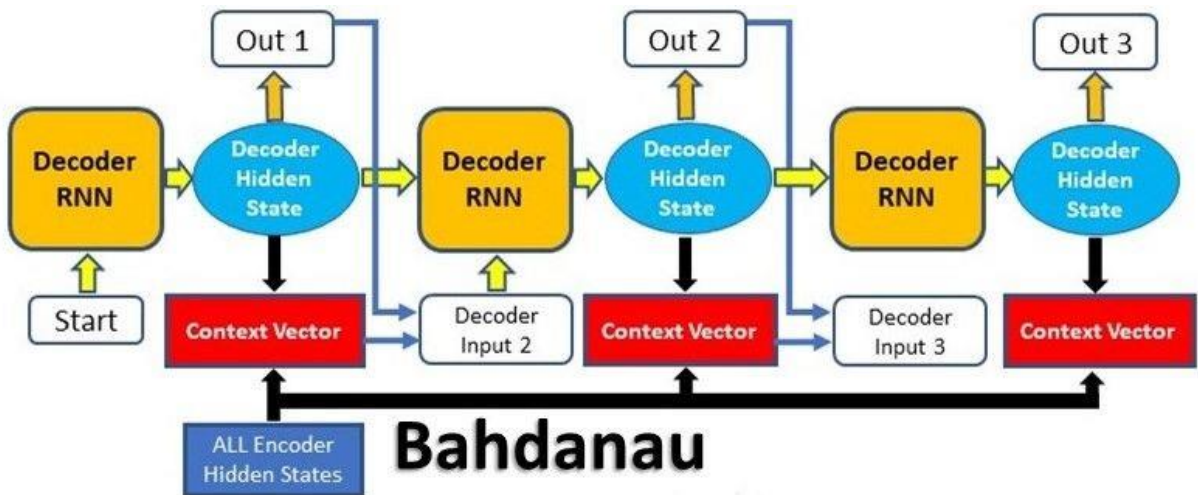 Out 1
Out 2
Out 3
Decoder
RNN
Decoder
Hidden
State
Decoder
RNN
Decoder
Hidden
State
Decoder
RNN
Decoder
Hidden
State
Start
Context Vector
Decoder
Input 2
Context Vector
Decoder
Input 3
Context Vector
ALL Encoder
Hidden States
Bahdanau